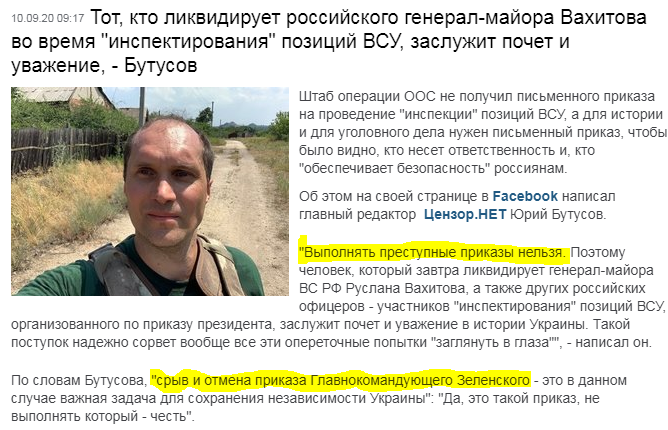 10.09.20 09:17 Тот, кто ликвидирует российского генерал-майора Вахитова
во время "инспектирования" позиций ВСУ, заслужит почет и
уважение, - Бутусов
Штаб операции ООС не получил письменного приказа
на проведение "инспекции" позиций ВСУ, а для истории
и для уголовного дела нужен письменный приказ, чтобы
было видно, кто несет ответственность и, кто
"обеспечивает безопасность" россиянам.
Об этом на своей странице в Facebook написал
главный редактор Цензор.НЕТ Юрий Бутусов.
"Выполнять преступные приказы нельзя. Поэтому
человек, который завтра ликвидирует генерал-майора
ВС РФ Руслана Вахитова, а также других российских
офицеров - участников "инспектирования" позиций ВСУ,
организованного по приказу президента, заслужит почет и уважение в истории Украины. Такой
поступок надежно сорвет вообще все эти опереточные попытки "заглянуть в глаза"", - написал он.
По словам Бутусова, "срыв и отмена приказа Главнокомандующего Зеленского - это в данном
случае важная задача для сохранения независимости Украины": "Да, это такой приказ, не
выполнять который - честь".